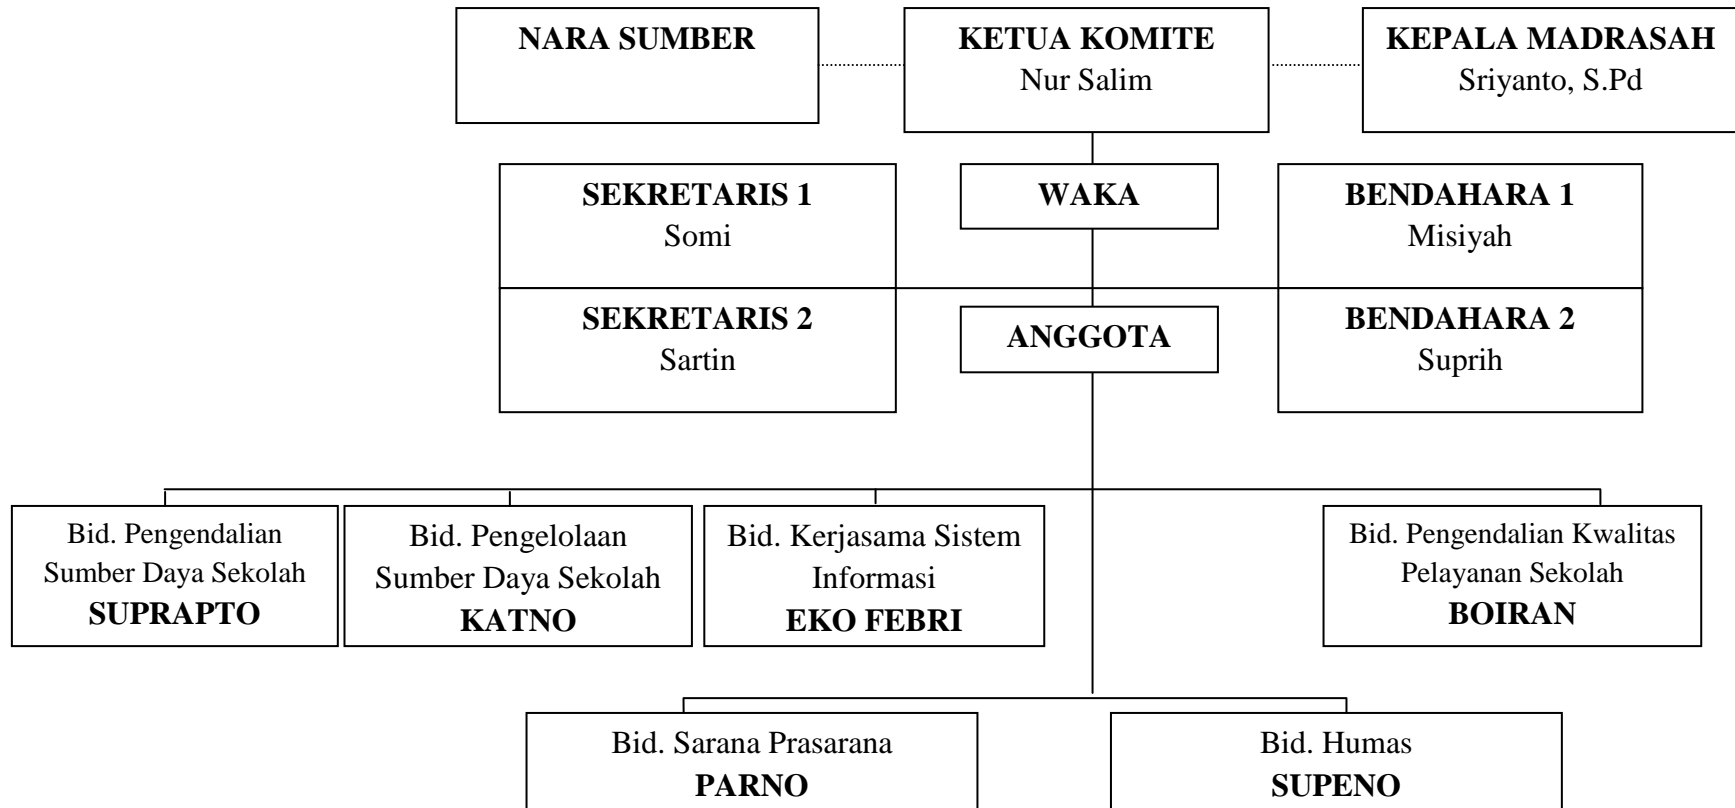 NARA SUMBER
KETUA KOMITE
Nur Salim
KEPALA MADRASAH
Sriyanto, S.Pd
SEKRETARIS 1
Somi
WAKA
BENDAHARA 1
Misiyah
SEKRETARIS 2
Sartin
ANGGOTA
BENDAHARA 2
Suprih
Bid. Pengendalian
Sumber Daya Sekolah
SUPRAPTO
Bid. Pengelolaan
Sumber Daya Sekolah
KATNO
Bid. Kerjasama Sistem
Informasi
EKO FEBRI
Bid. Pengendalian Kwalitas
Pelayanan Sekolah
BOIRAN
Bid. Sarana Prasarana
PARNO
Bid. Humas
SUPENO